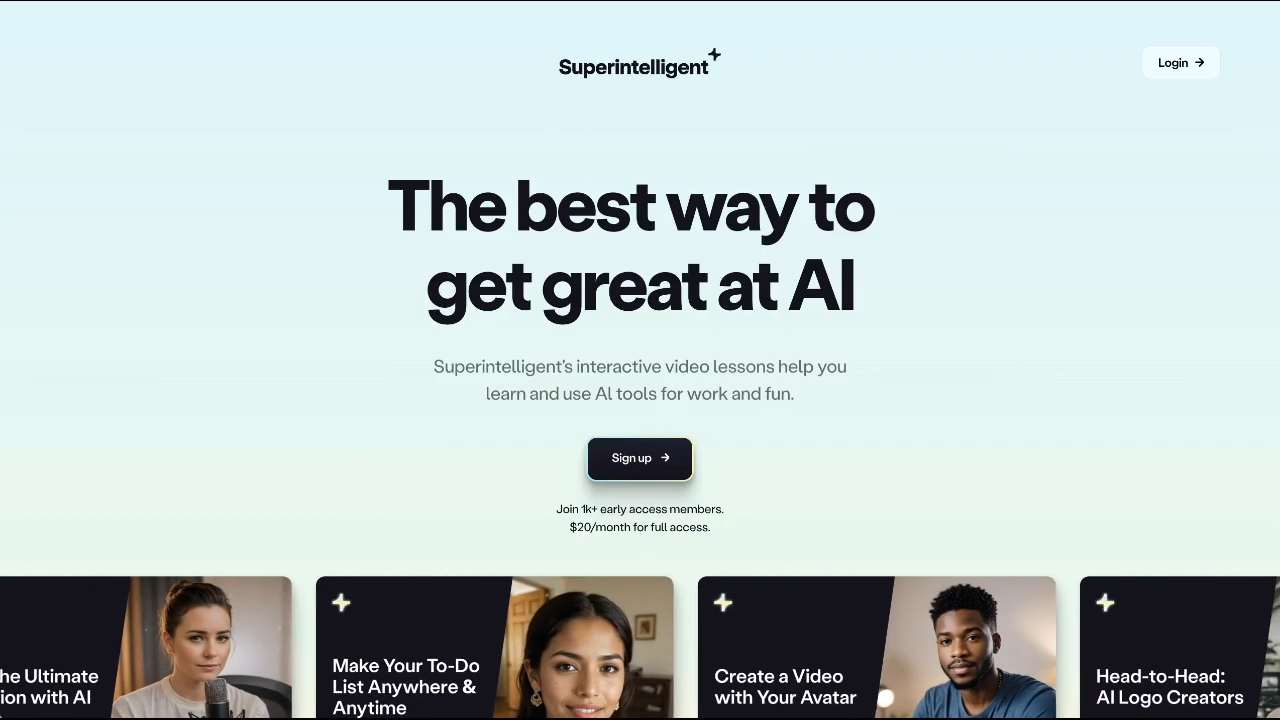 Superintelligent
Login
The best way to
get great at AI
Superintelligent's interactive video lessons help you
learn and use AI tools for work and fun.
Sign up
Join 1k+ early access members.
$20/month for full access.
he Ultimate
ion with AI
Make Your To-Do
List Anywhere &
Anytime
Create a Video
with Your Avatar
Head-to-Head:
AI Logo Creators